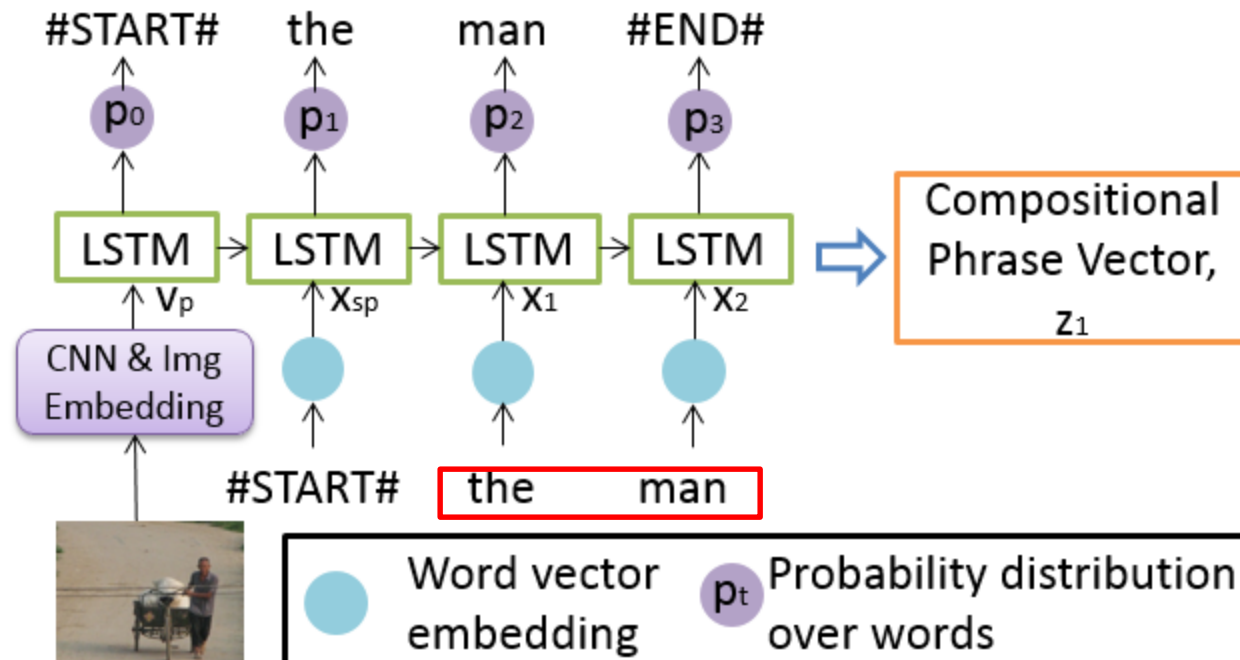 #START# the man #END#
p0 p1 p2 p3
LSTM LSTM LSTM LSTM
vp xsp x1 x2
Compositional
Phrase Vector,
z1
CNN & Img
Embedding
#START# the man
Word vector
embedding
pt Probability distribution
over words